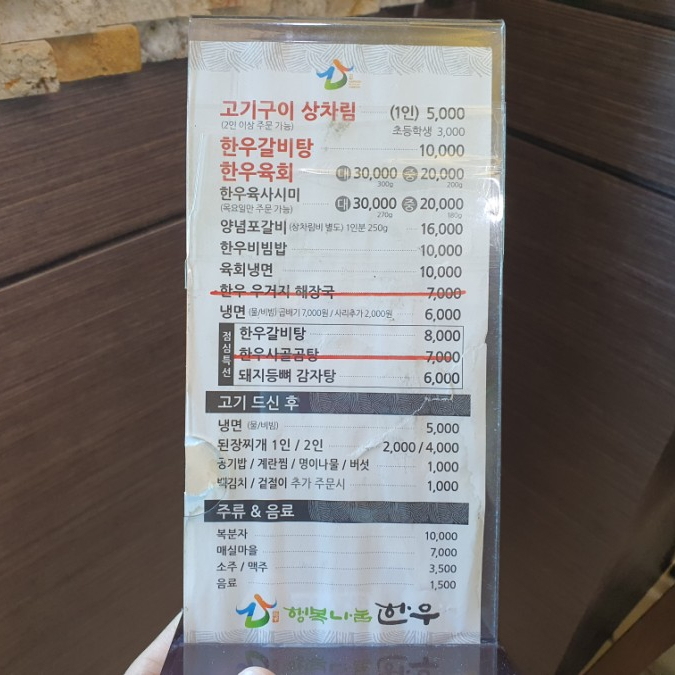 고기구이 상차림 (1인) 5,000
(2인 이상 주문 가능) 초등학생 3,000
한우갈비탕 10,000
한우육회 대 30,000 중 20,000
300g 200g
한우육사시미 대 30,000 중 20,000
(목요일만 주문 가능) 270g 180g
양념포갈비 (상차림비 별도) 1인분 250g 16,000
한우비빔밥 10,000
육회냉면 10,000
한우 우거지 해장국 7,000
냉면 (물/비빔) 곱배기 7,000원 / 사리추가 2,000원 6,000
점심특선
한우갈비탕 8,000
한우사골곰탕 7,000
돼지등뼈 감자탕 6,000
고기 드신 후
냉면 (물/비빔) 5,000
된장찌개 1인 / 2인 2,000 / 4,000
공기밥 / 계란찜 / 명이나물 / 버섯 1,000
백김치 / 겉절이 추가 주문시 1,000
주류 & 음료
복분자 10,000
매실마을 7,000
소주 / 맥주 3,500
음료 1,500
행복나눔 한우